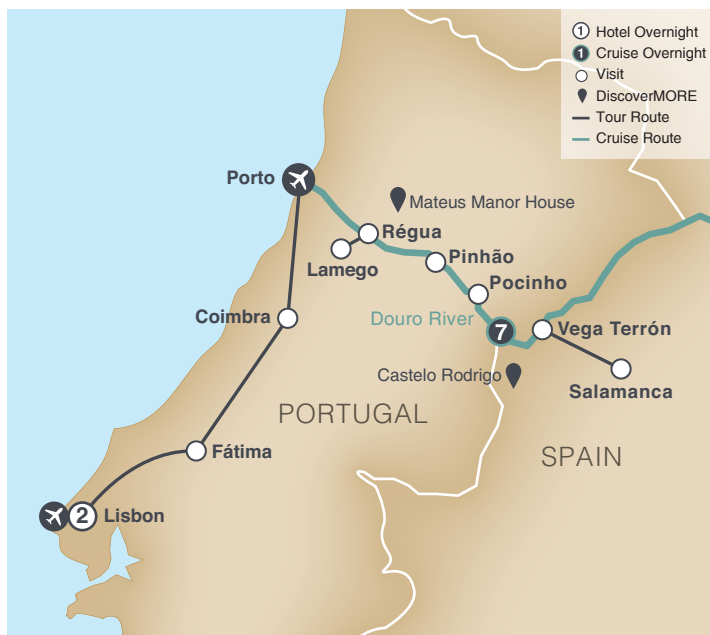 1 Hotel Overnight
1 Cruise Overnight
Visit
DiscoverMORE
Tour Route
Cruise Route
Porto
Mateus Manor House
Régua
Lamego
Pinhão
Pocinho
Coimbra
Douro River
7
Vega Terrón
Castelo Rodrigo
Salamanca
PORTUGAL
Fátima
SPAIN
2 Lisbon